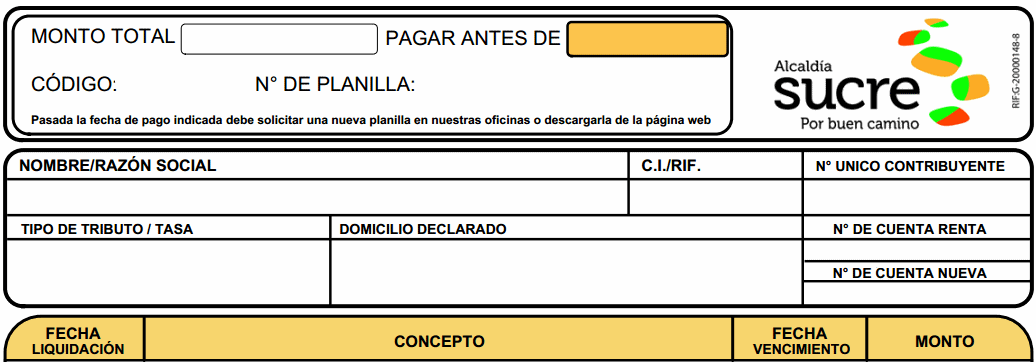 MONTO TOTAL PAGAR ANTES DE
CÓDIGO: N° DE PLANILLA:
Pasada la fecha de pago indicada debe solicitar una nueva planilla en nuestras oficinas o descargarla de la página web
Alcaldía
sucre
Por buen camino
RIF:G-20000148-8
NOMBRE/RAZÓN SOCIAL C.I./RIF. N° UNICO CONTRIBUYENTE
TIPO DE TRIBUTO / TASA DOMICILIO DECLARADO N° DE CUENTA RENTA
N° DE CUENTA NUEVA
FECHA LIQUIDACIÓN CONCEPTO FECHA VENCIMIENTO MONTO